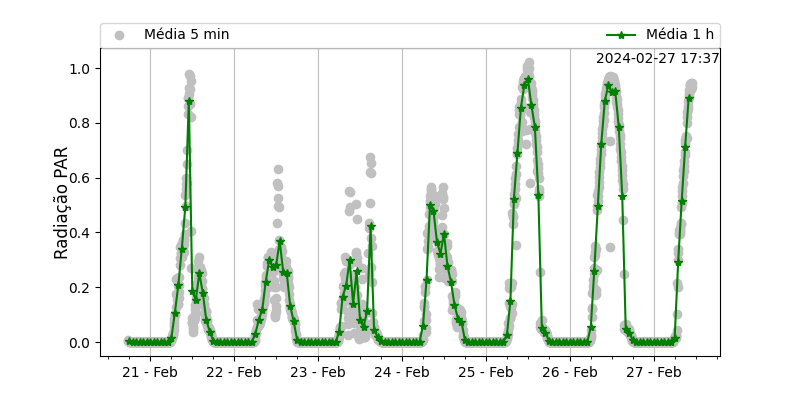 Média 5 min
Média 1 h
2024-02-27 17:37
Radiação PAR
1.0
0.8
0.6
0.4
0.2
0.0
21 - Feb
22 - Feb
23 - Feb
24 - Feb
25 - Feb
26 - Feb
27 - Feb